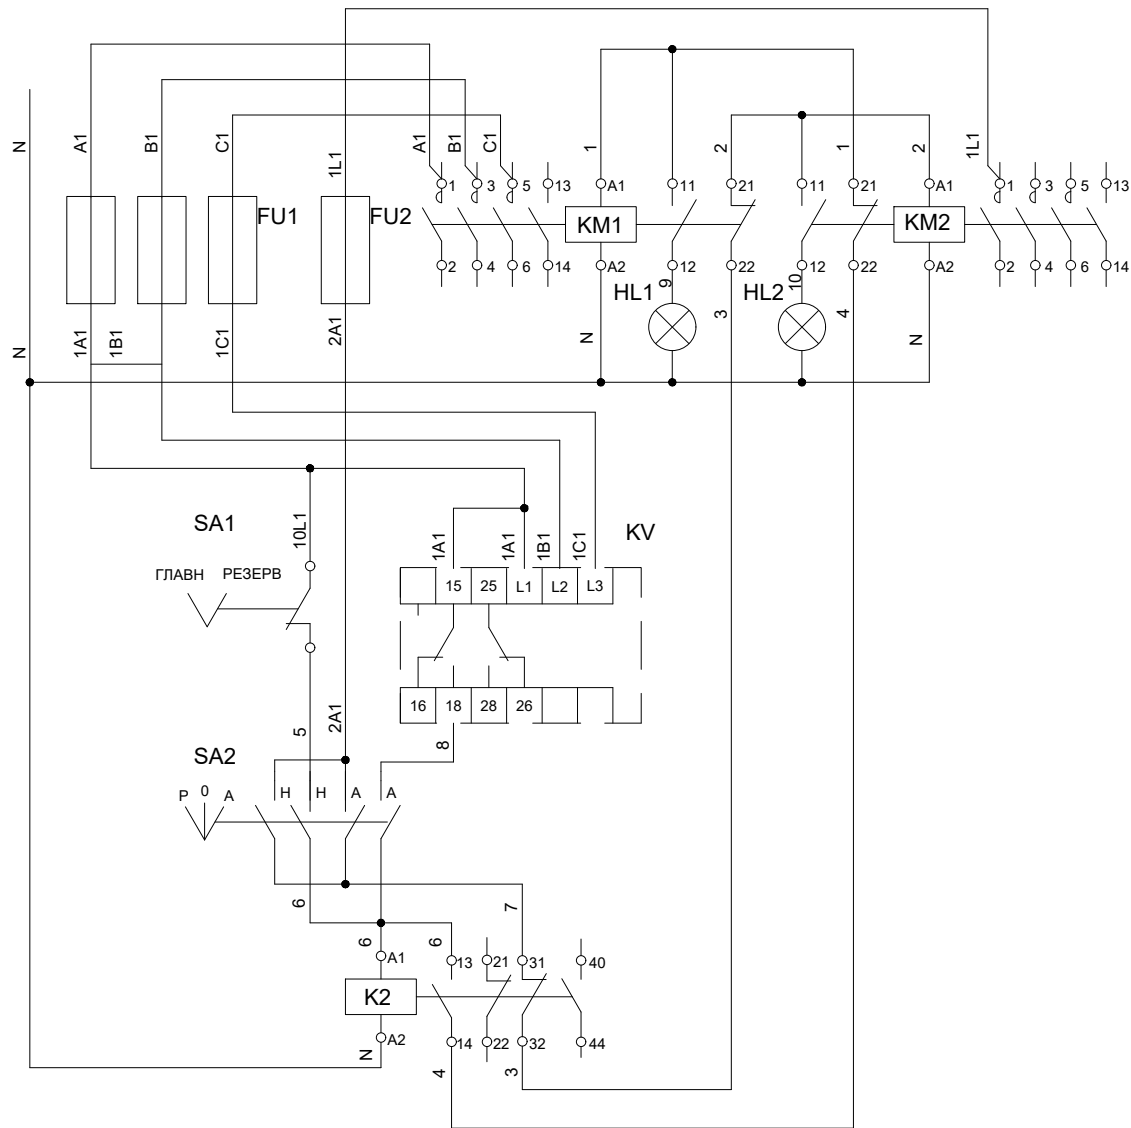 N
A1
B1
C1
1L1
A1
B1
C1
1
2
1
2
1L1
1
3
5
13
A1
11
21
11
21
A1
1
3
5
13
FU1
FU2
KM1
KM2
2
4
6
14
A2
12
22
12
22
A2
2
4
6
14
9
10
HL1
HL2
3
4
N
N
N
1A1
1B1
1C1
2A1
SA1
10L1
1A1
1A1
1B1
1C1
KV
ГЛАВН
РЕЗЕРВ
15
25
L1
L2
L3
16
18
28
26
5
2A1
8
SA2
Р
0
А
Н
Н
А
А
6
7
6
6
A1
13
21
31
40
K2
A2
14
22
32
44
N
4
3